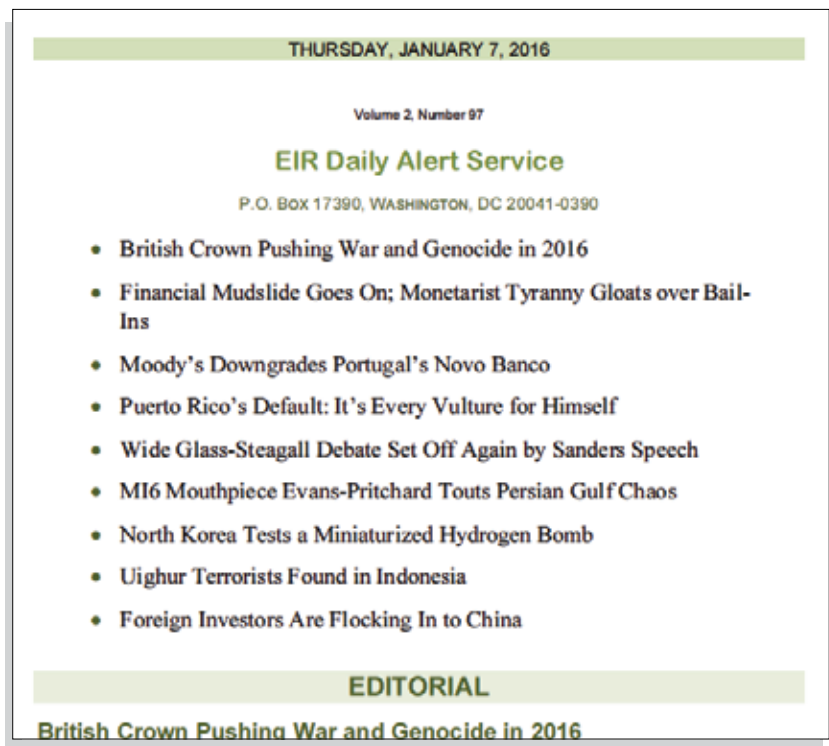 THURSDAY, JANUARY 7, 2016
Volume 2, Number 97
EIR Daily Alert Service
P.O. BOX 17390, WASHINGTON, DC 20041-0390
• British Crown Pushing War and Genocide in 2016
• Financial Mudslide Goes On; Monetarist Tyranny Gloats over Bail-
Ins
• Moody's Downgrades Portugal's Novo Banco
• Puerto Rico's Default: It's Every Vulture for Himself
• Wide Glass-Steagall Debate Set Off Again by Sanders Speech
• MI6 Mouthpiece Evans-Pritchard Touts Persian Gulf Chaos
• North Korea Tests a Miniaturized Hydrogen Bomb
• Uighur Terrorists Found in Indonesia
• Foreign Investors Are Flocking In to China
EDITORIAL
British Crown Pushing War and Genocide in 2016